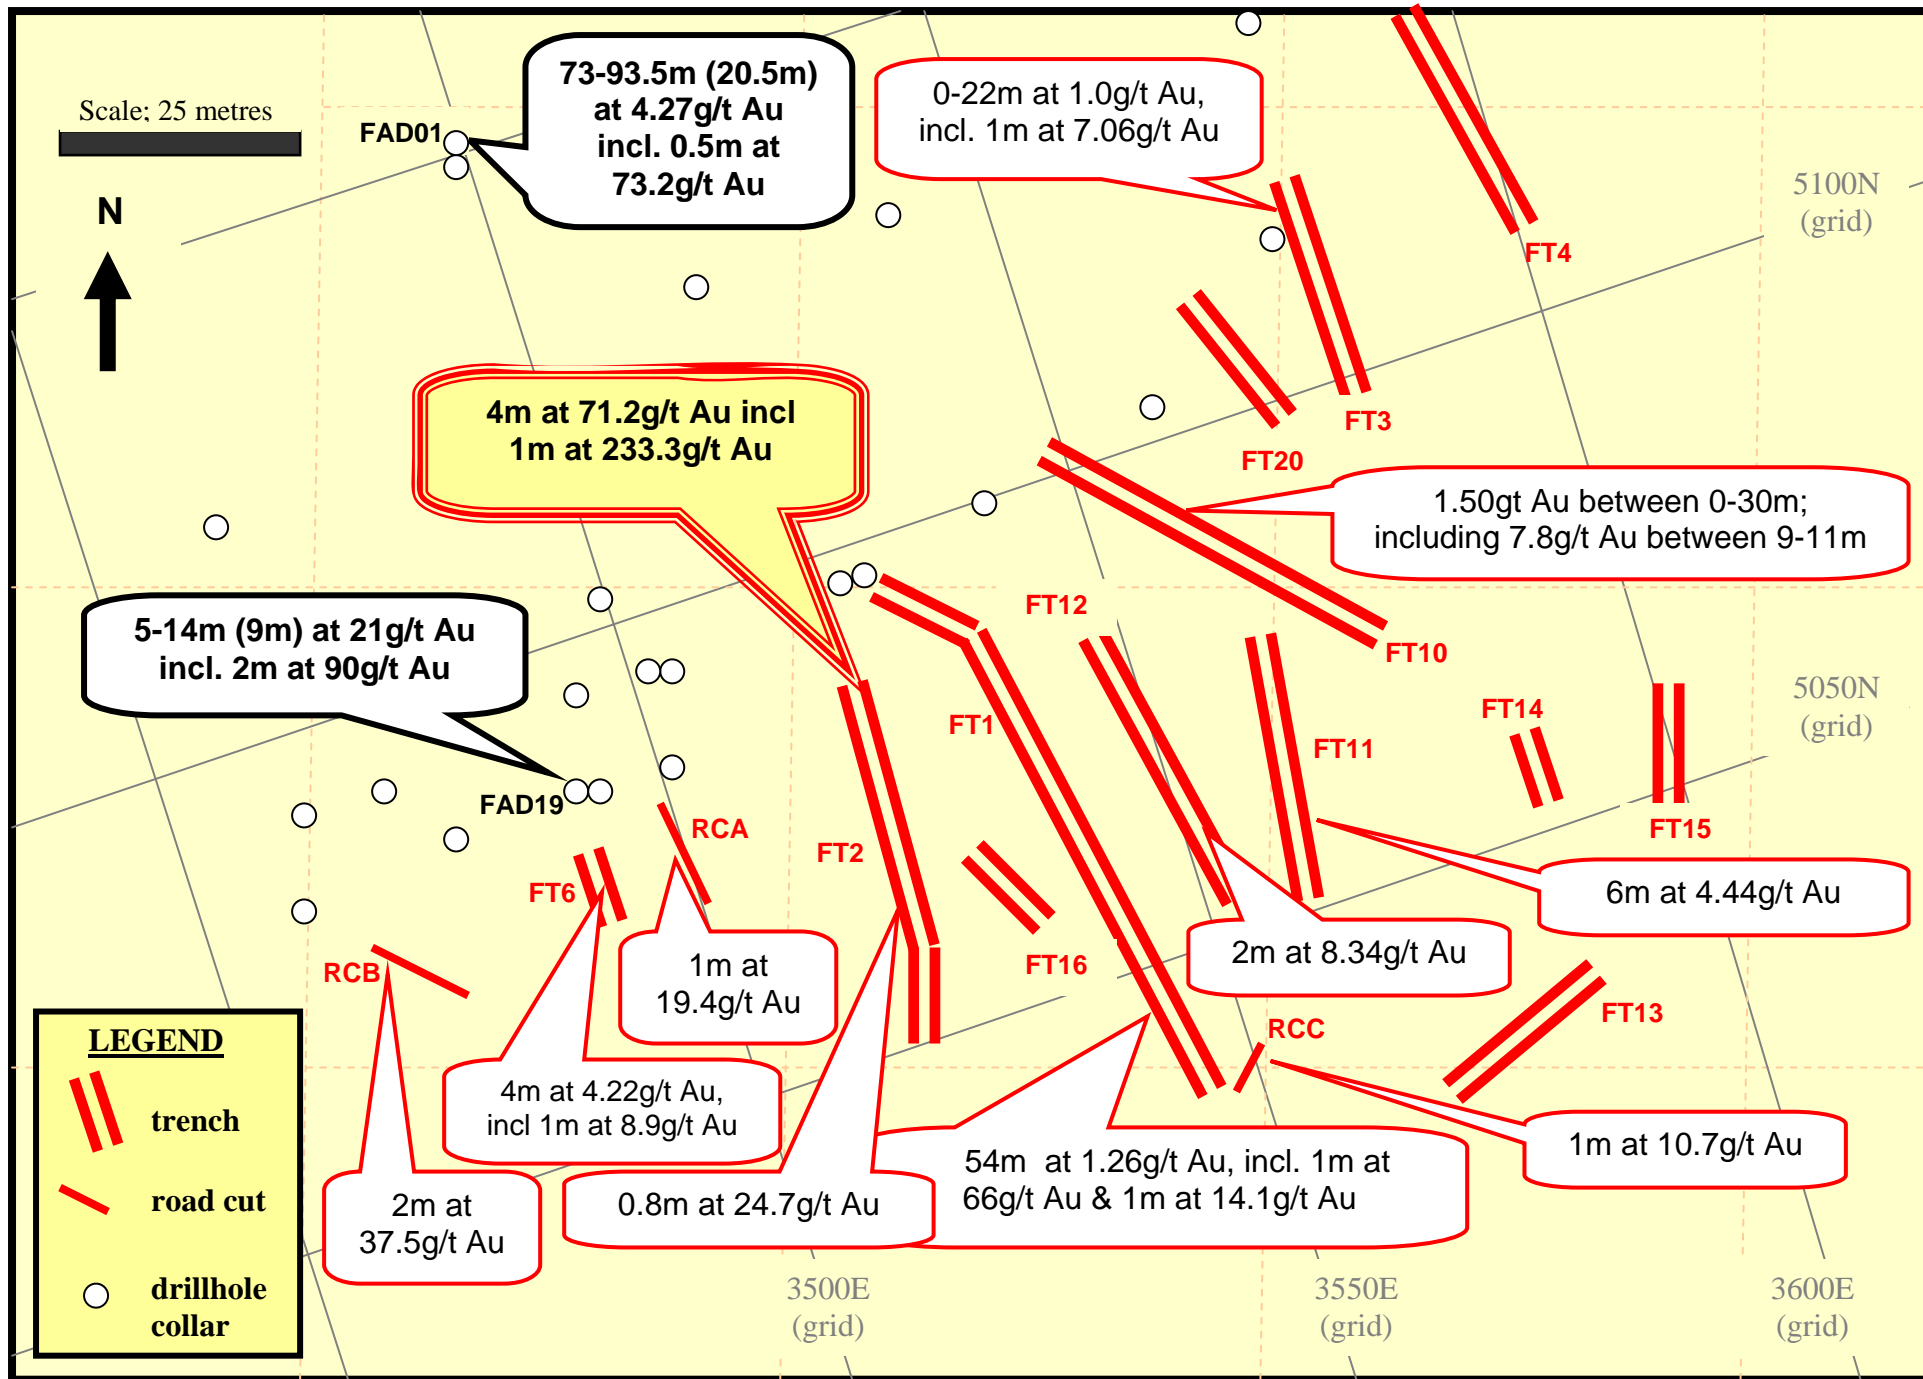 Scale; 25 metres
N
FAD01
73-93.5m (20.5m)
at 4.27g/t Au
incl. 0.5m at
73.2g/t Au
0-22m at 1.0g/t Au,
incl. 1m at 7.06g/t Au
5100N
(grid)
FT4
FT3
FT20
4m at 71.2g/t Au incl
1m at 233.3g/t Au
1.50gt Au between 0-30m;
including 7.8g/t Au between 9-11m
FT12
FT10
5-14m (9m) at 21g/t Au
incl. 2m at 90g/t Au
5050N
(grid)
FT14
FT1
FT11
FAD19
RCA
FT2
FT15
FT6
6m at 4.44g/t Au
2m at 8.34g/t Au
FT16
RCB
1m at
19.4g/t Au
FT13
RCC
LEGEND
trench
road cut
drillhole
collar
4m at 4.22g/t Au,
incl 1m at 8.9g/t Au
1m at 10.7g/t Au
54m  at 1.26g/t Au, incl. 1m at
66g/t Au & 1m at 14.1g/t Au
0.8m at 24.7g/t Au
2m at
37.5g/t Au
3500E
(grid)
3550E
(grid)
3600E
(grid)